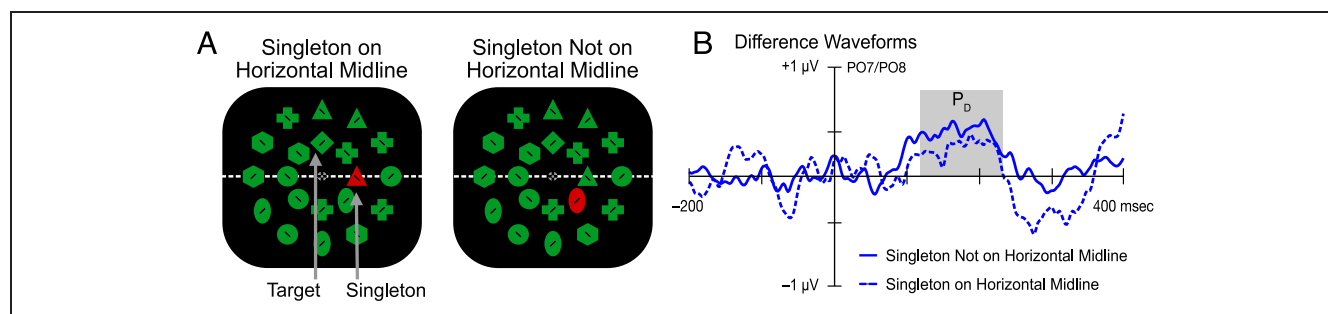 A
Singleton on
Horizontal Midline
Singleton Not on
Horizontal Midline
Target
Singleton
B
Difference Waveforms
+1 µV
PO7/PO8
P_D
−200
400 msec
Singleton Not on Horizontal Midline
Singleton on Horizontal Midline
−1 µV